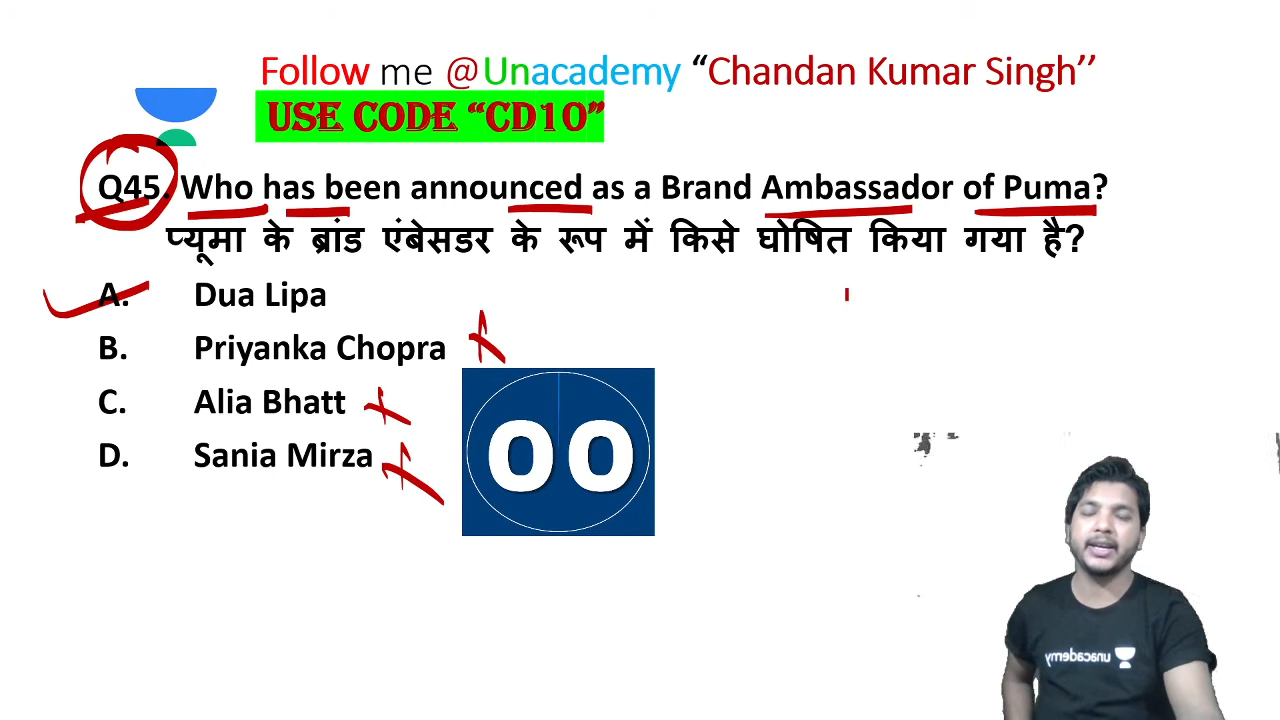 Follow me @Unacademy “Chandan Kumar Singh’’
USE CODE “CD10”
Q45. Who has been announced as a Brand Ambassador of Puma?
प्यूमा के ब्रांड एंबेसडर के रूप में किसे घोषित किया गया है?
A. Dua Lipa
B. Priyanka Chopra
C. Alia Bhatt
D. Sania Mirza
00
unacademy